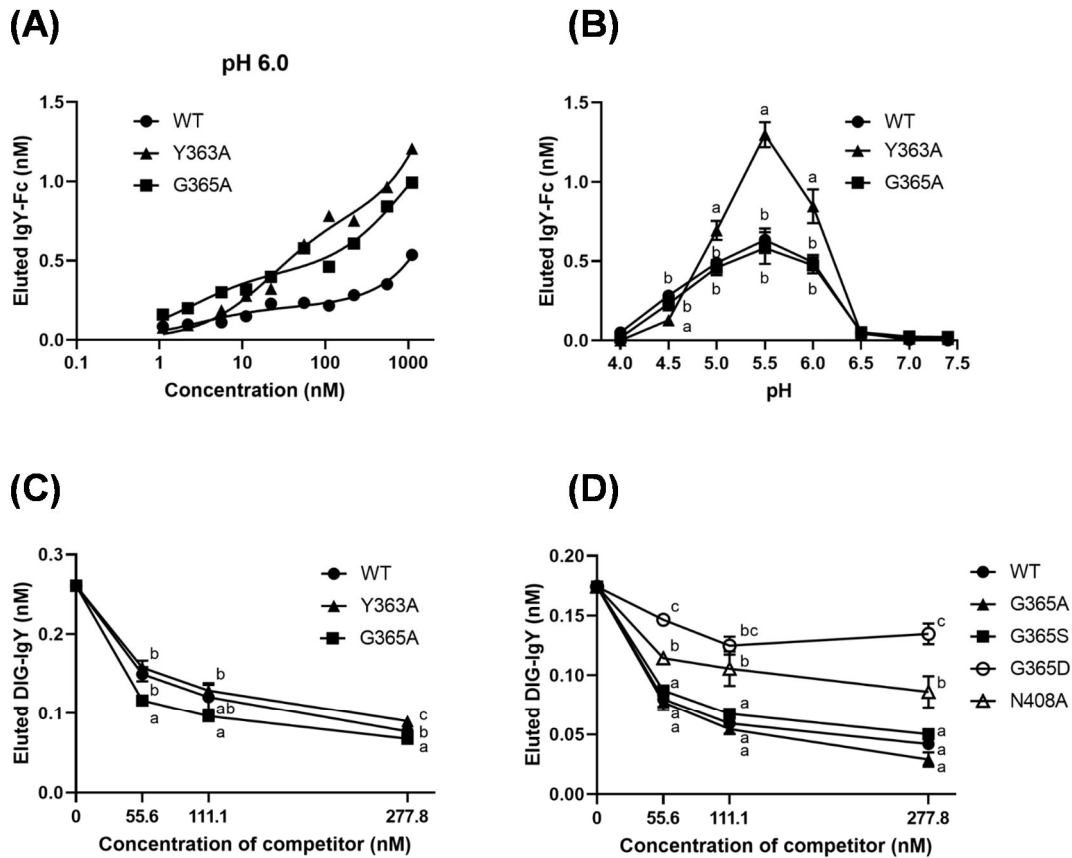 (A)
pH 6.0
Eluted IgY-Fc (nM)
1.5
1.0
0.5
0.0
WT
Y363A
G365A
0.1
1
10
100
1000
Concentration (nM)
(B)
Eluted IgY-Fc (nM)
1.5
1.0
0.5
0.0
WT
Y363A
G365A
a
a
a
b
b
b
b
b
a
b
b
b
4.0
4.5
5.0
5.5
6.0
6.5
7.0
7.5
pH
(C)
Eluted DIG-IgY (nM)
0.3
0.2
0.1
0.0
WT
Y363A
G365A
b
b
a
b
ab
a
c
b
a
0
55.6
111.1
277.8
Concentration of competitor (nM)
(D)
Eluted DIG-IgY (nM)
0.20
0.15
0.10
0.05
0.00
WT
G365A
G365S
G365D
N408A
c
b
a
a
a
bc
b
a
a
a
c
b
a
a
a
0
55.6
111.1
277.8
Concentration of competitor (nM)